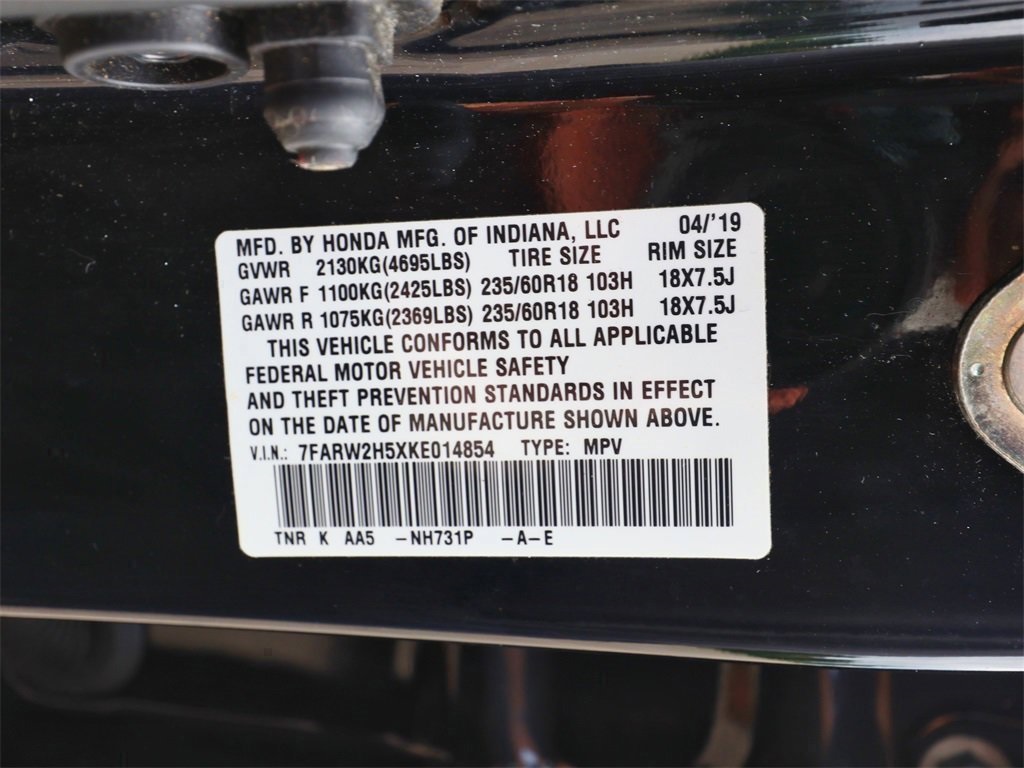 MFD. BY HONDA MFG. OF INDIANA, LLC 04/'19
GVWR 2130KG(4695LBS) TIRE SIZE RIM SIZE
GAWR F 1100KG(2425LBS) 235/60R18 103H 18X7.5J
GAWR R 1075KG(2369LBS) 235/60R18 103H 18X7.5J
THIS VEHICLE CONFORMS TO ALL APPLICABLE
FEDERAL MOTOR VEHICLE SAFETY
AND THEFT PREVENTION STANDARDS IN EFFECT
ON THE DATE OF MANUFACTURE SHOWN ABOVE.
V.I.N.: 7FARW2H5XKE014854 TYPE: MPV
TNR K AA5 -NH731P -A-E